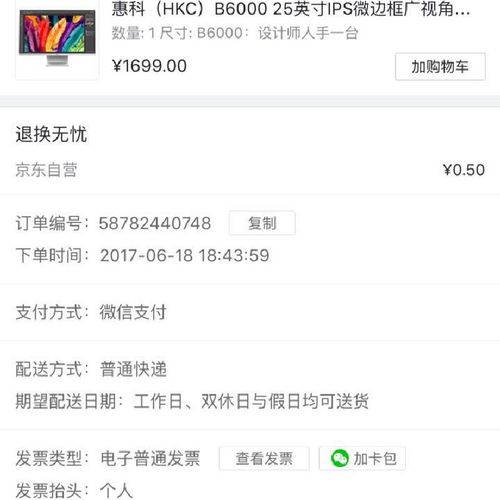 惠科（HKC）B6000 25英寸IPS微边框广视角...
数量: 1 尺寸: B6000：设计师人手一台
¥1699.00
加购物车
退换无忧
京东自营 ¥0.50
订单编号：58782440748 复制
下单时间：2017-06-18 18:43:59
支付方式：微信支付
配送方式：普通快递
期望配送日期：工作日、双休日与假日均可送货
发票类型：电子普通发票 查看发票 加卡包
发票抬头：个人